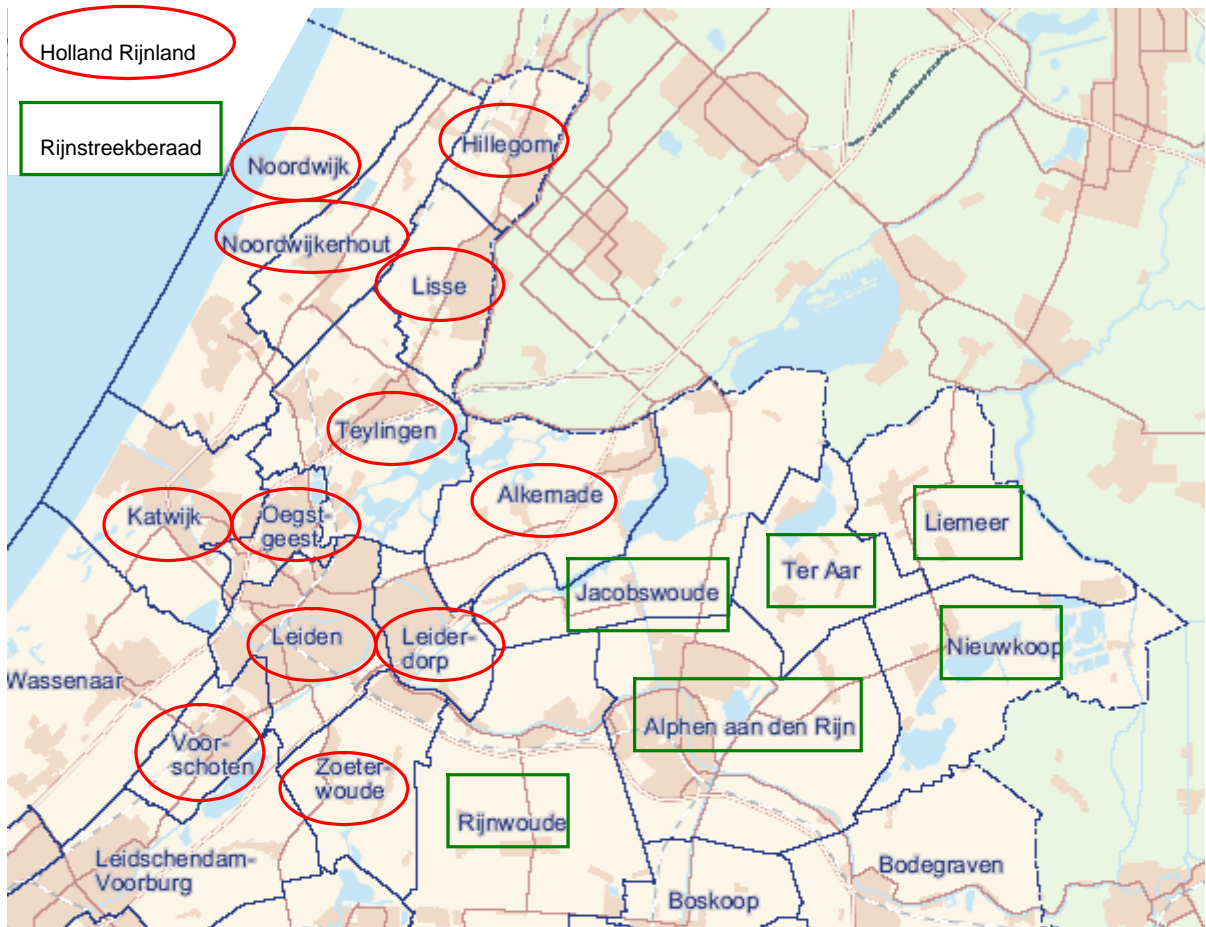 Holland Rijnland
Rijnstreekberaad
Hillegom
Noordwijk
Noordwijkerhout
Lisse
Teylingen
Alkemade
Katwijk
Oegst-
geest
Liemeer
Ter Aar
Jacobswoude
Leiden
Leider-
dorp
Nieuwkoop
Wassenaar
Alphen aan den Rijn
Voor-
schoten
Zoeter-
woude
Rijnwoude
Leidschendam-
Voorburg
Bodegraven
Boskoop